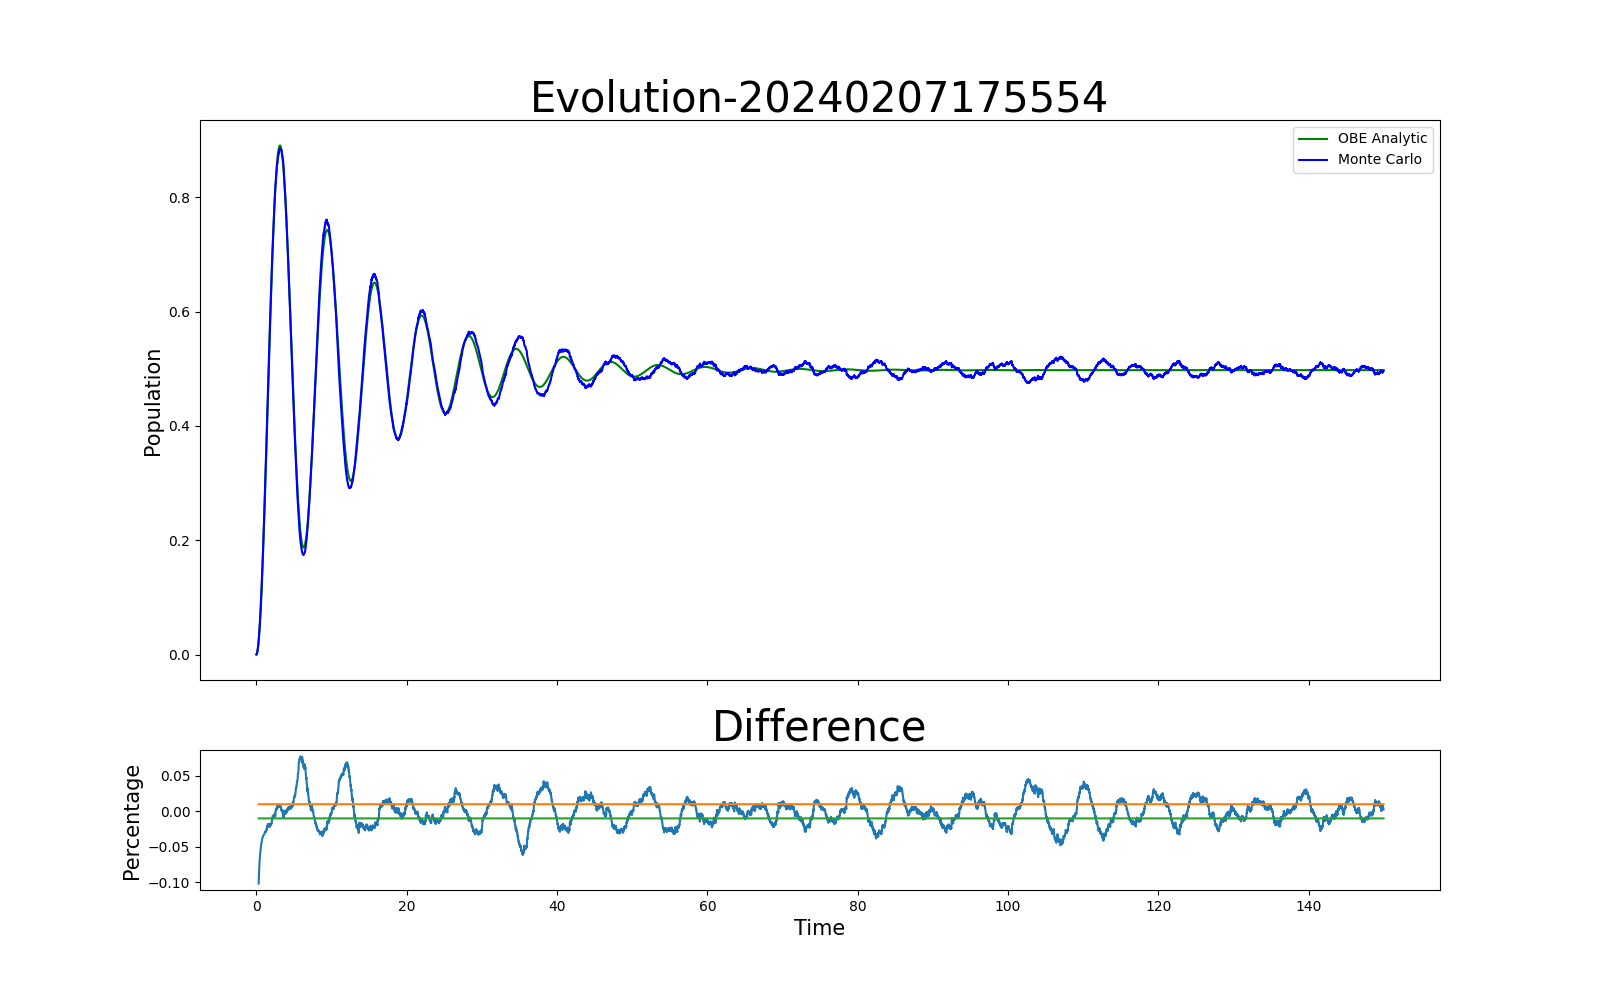 Evolution-20240207175554
OBE Analytic
Monte Carlo
0.8
0.6
0.4
0.2
0.0
Population
Difference
0.05
0.00
−0.05
−0.10
Percentage
0 20 40 60 80 100 120 140
Time